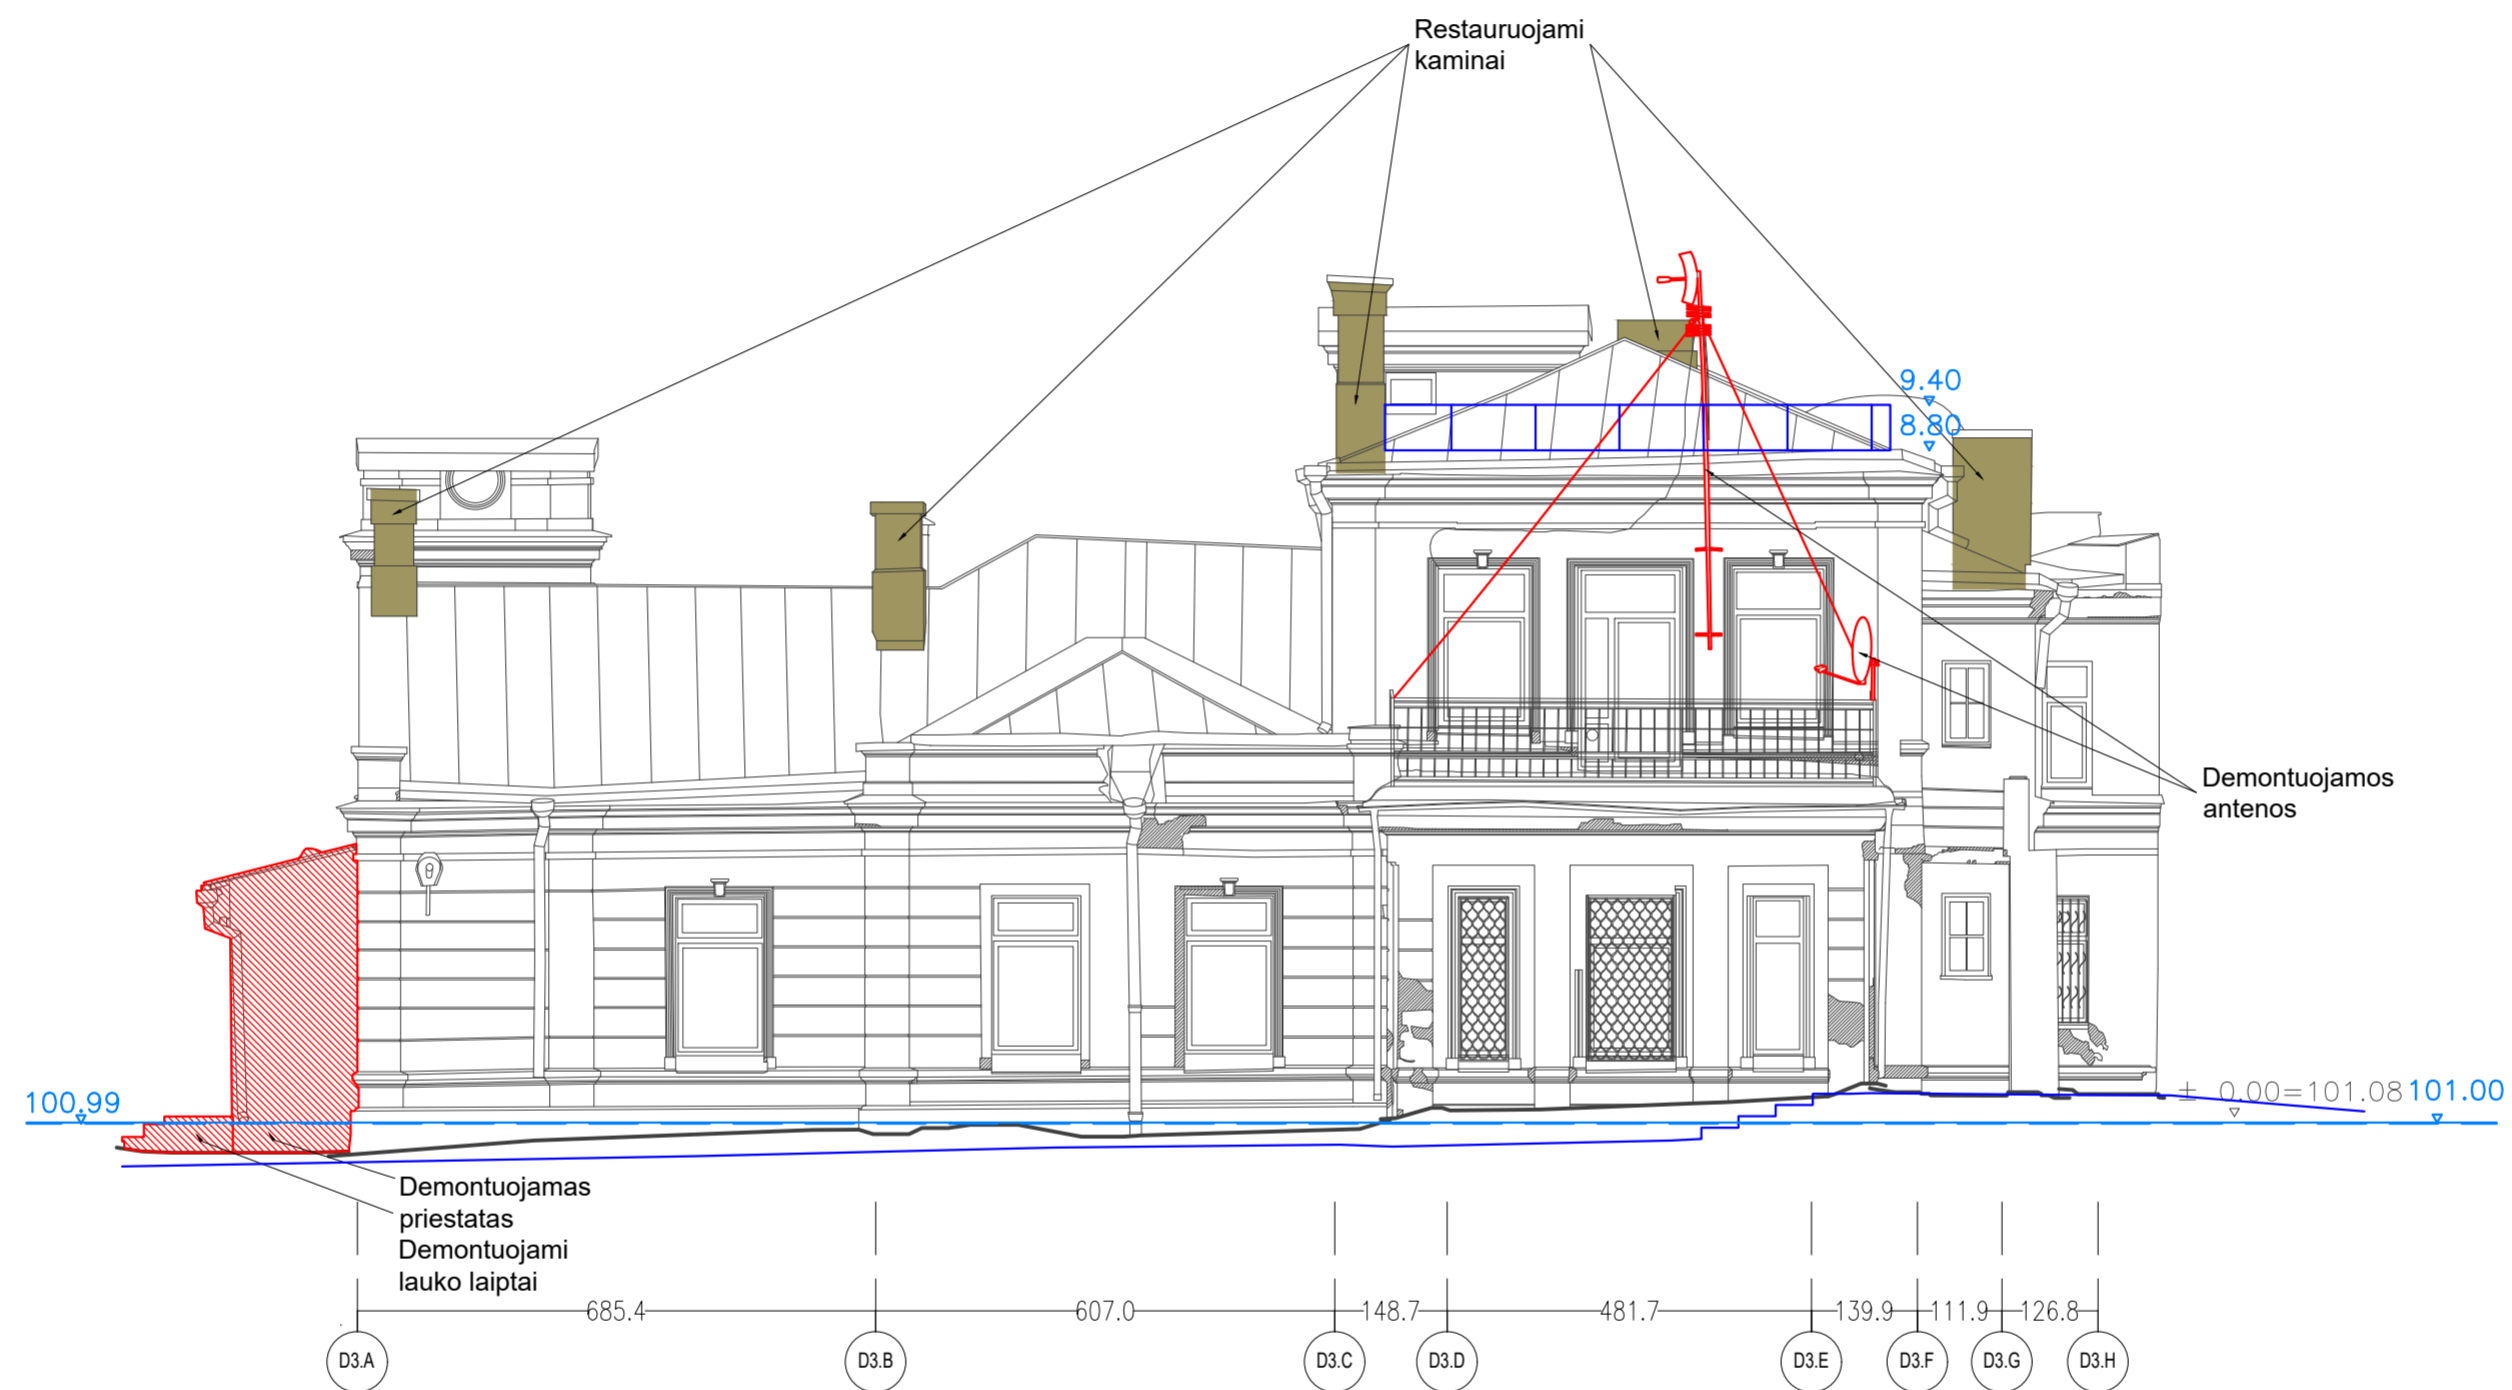 Restauruojami
kaminai
9.40
8.80
Demontuojamos
antenos
100.99
± 0.00=101.08
101.00
Demontuojamas
priestatas
Demontuojami
lauko laiptai
685.4
607.0
148.7
481.7
139.9
111.9
126.8
D3.A
D3.B
D3.C
D3.D
D3.E
D3.F
D3.G
D3.H